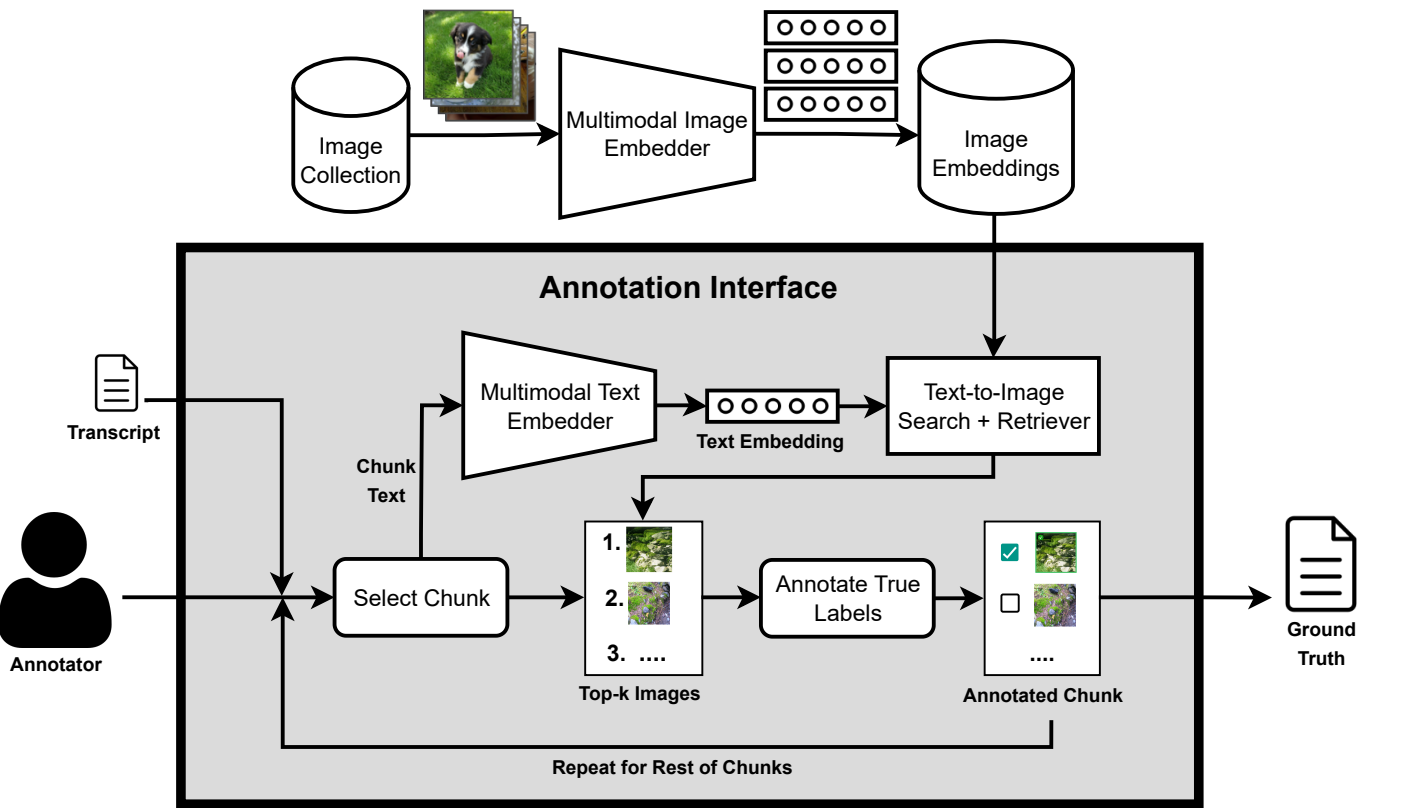 Image
Collection
Multimodal Image
Embedder
Image
Embeddings
Annotation Interface
Transcript
Multimodal Text
Embedder
Text Embedding
Text-to-Image
Search + Retriever
Chunk
Text
Annotator
Select Chunk
1.
2.
3. ....
Top-k Images
Annotate True
Labels
....
Annotated Chunk
Ground
Truth
Repeat for Rest of Chunks